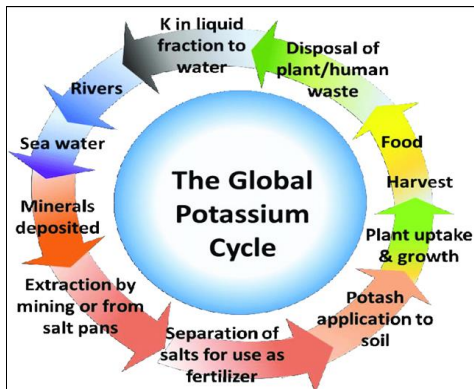 K in liquid
fraction to
water
Disposal of
plant/human
waste
Rivers
Food
Sea water
The Global
Potassium
Cycle
Harvest
Minerals
deposited
Plant uptake
& growth
Extraction by
mining or from
salt pans
Potash
application to
soil
Separation of
salts for use as
fertilizer